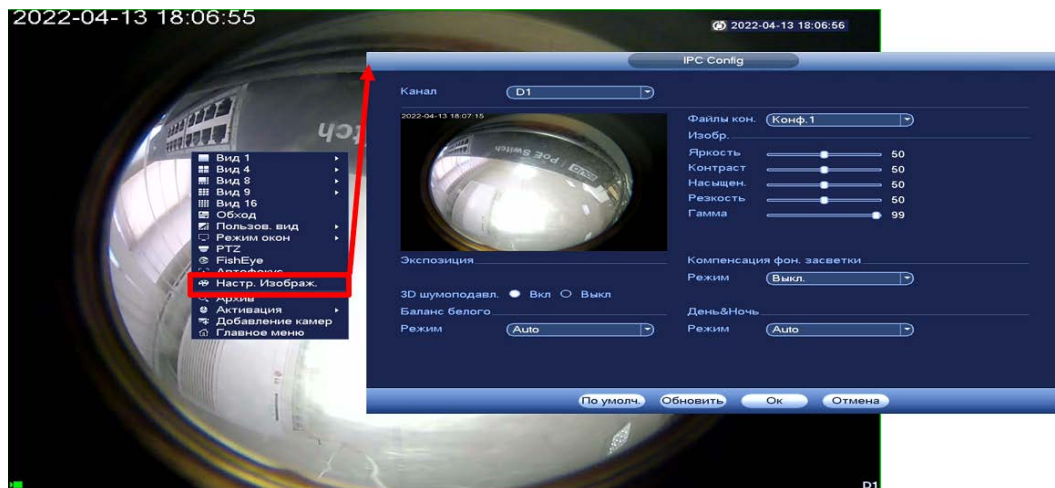 2022-04-13 18:06:55
2022-04-13 18:06:56
IPC Config
Канал
D1
2022-04-13 18:07:15
PoE Switch
Файлы кон.
Конф.1
Изобр.
Яркость
50
Контраст
50
Насыщен.
50
Резкость
50
Гамма
99
Экспозиция
Компенсация фон. засветки
Режим
Выкл.
3D шумоподавл.
Вкл
Выкл
Баланс белого
День&Ночь
Режим
Auto
Режим
Auto
По умолч.
Обновить
Ок
Отмена
Вид 1
Вид 4
Вид 8
Вид 9
Вид 16
Обход
Пользов. вид
Режим окон
PTZ
FishEye
Автофокус
Настр. Изображ.
Архив
Активация
Добавление камер
Главное меню
D1